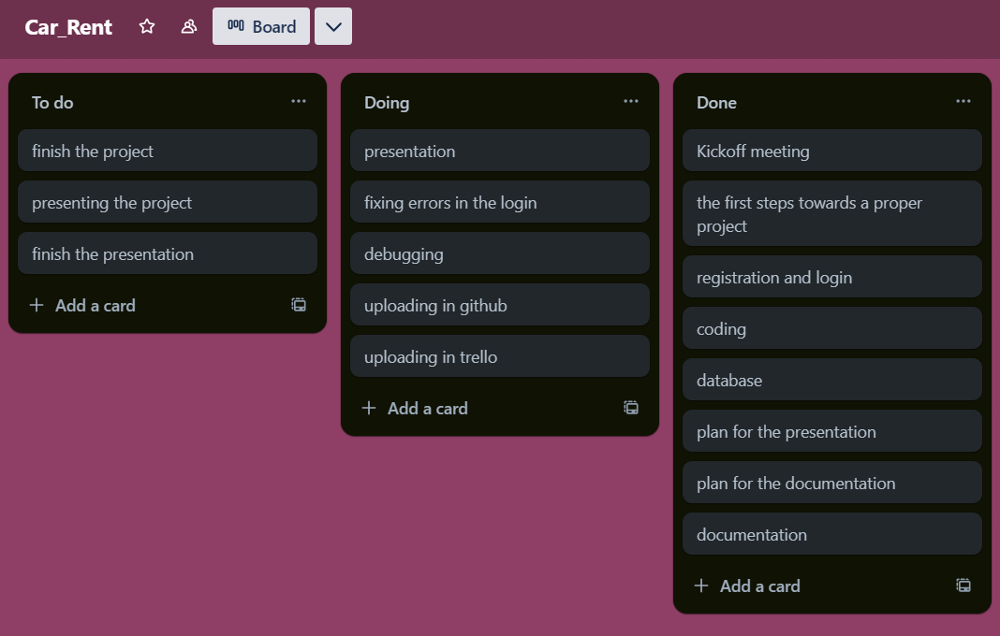 Car_Rent
Board
To do
finish the project
presenting the project
finish the presentation
Add a card
Doing
presentation
fixing errors in the login
debugging
uploading in github
uploading in trello
Add a card
Done
Kickoff meeting
the first steps towards a proper
project
registration and login
coding
database
plan for the presentation
plan for the documentation
documentation
Add a card